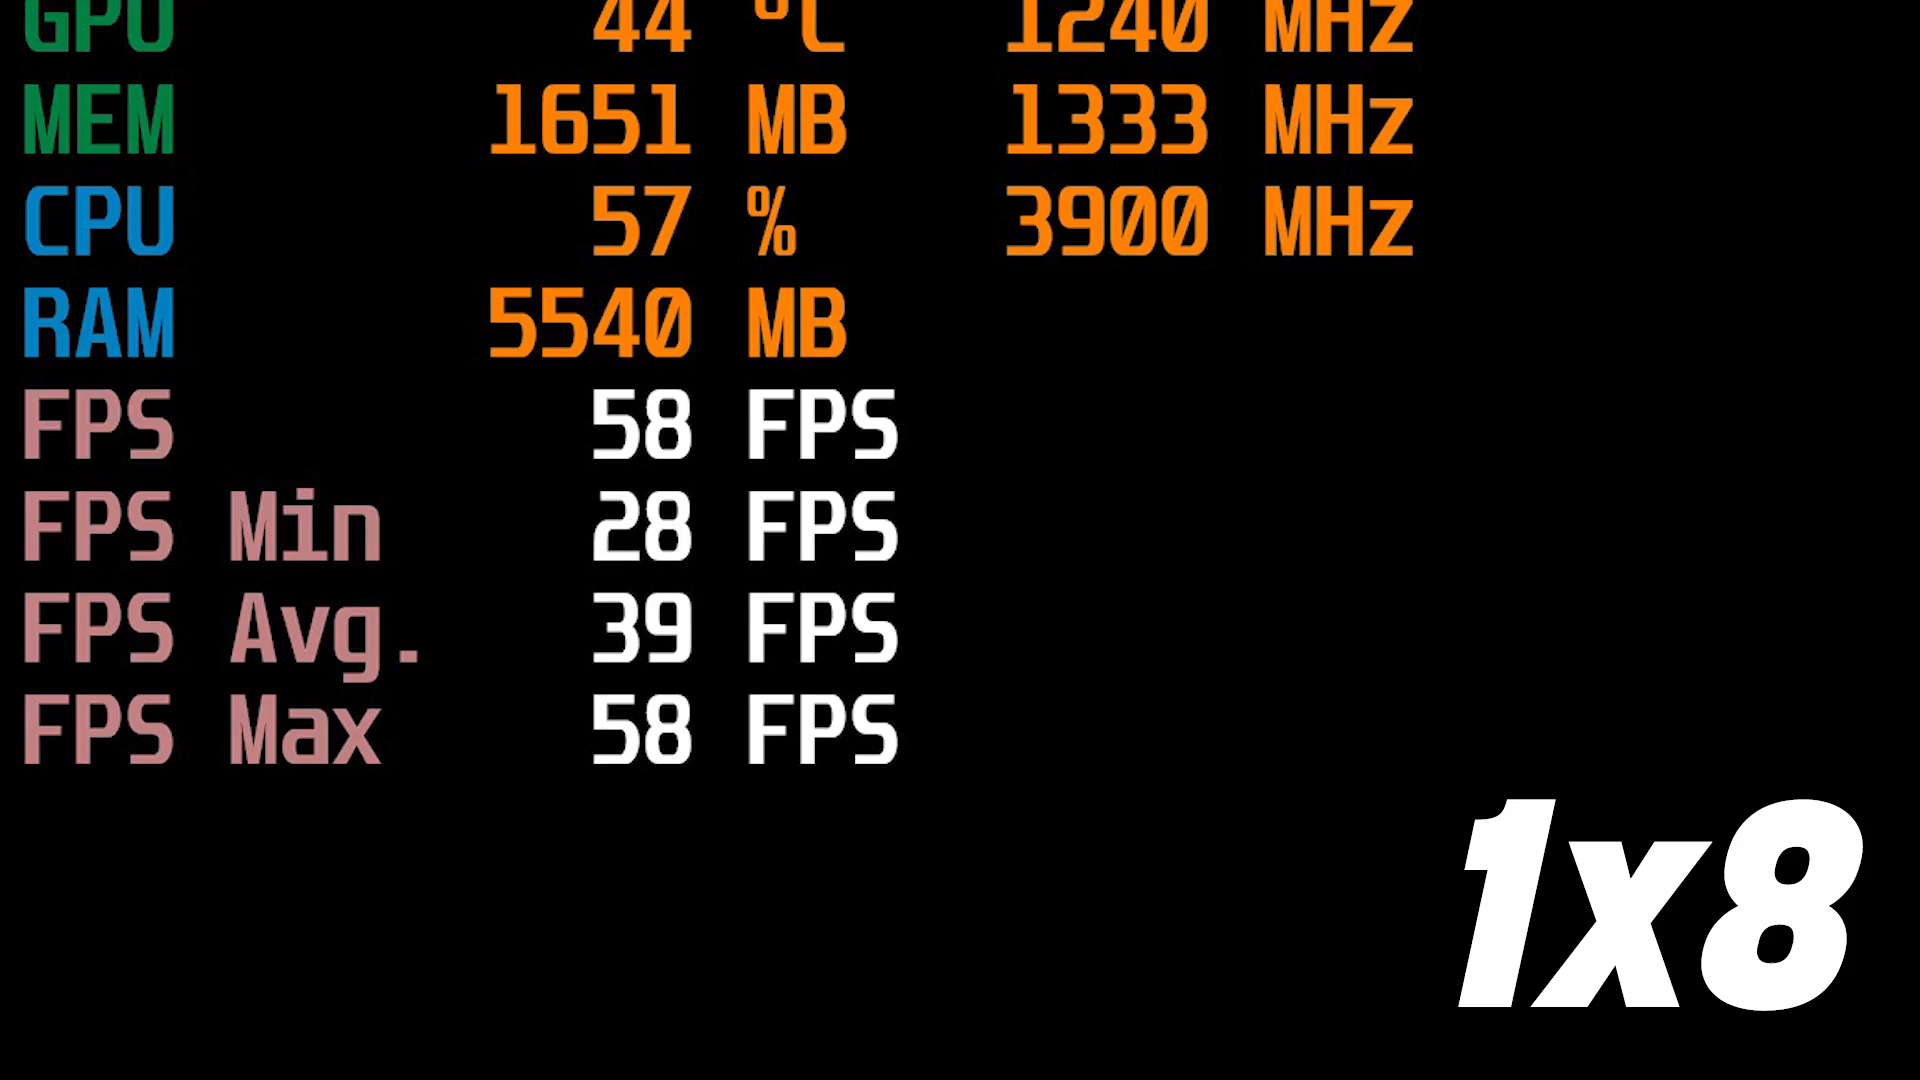 GPU 44 °C 1240 MHz
MEM 1651 MB 1333 MHz
CPU 57 % 3900 MHz
RAM 5540 MB
FPS 58 FPS
FPS Min 28 FPS
FPS Avg. 39 FPS
FPS Max 58 FPS
1x8